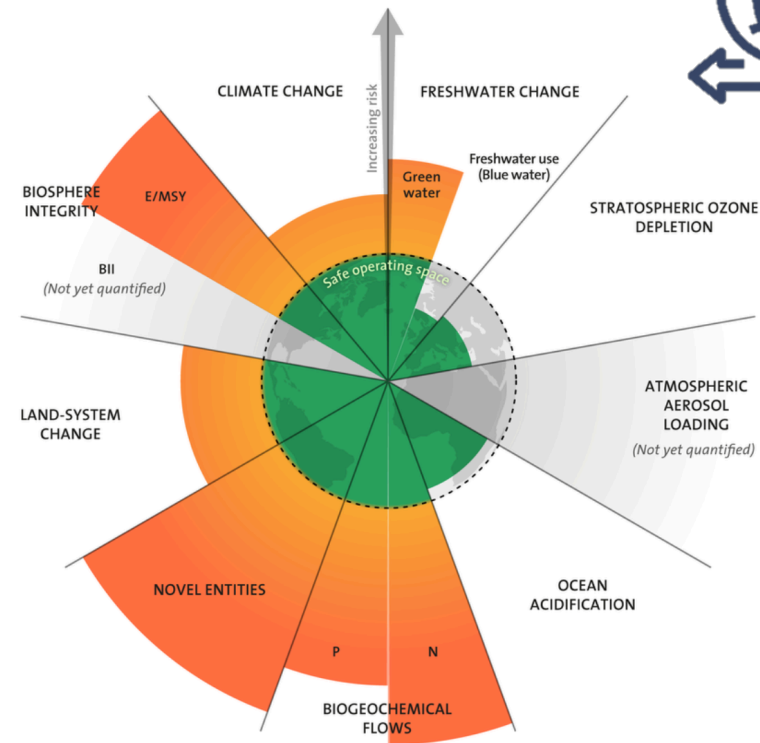 CLIMATE CHANGE
Increasing risk
FRESHWATER CHANGE
Green
water
Freshwater use
(Blue water)
STRATOSPHERIC OZONE
DEPLETION
ATMOSPHERIC
AEROSOL
LOADING
(Not yet quantified)
OCEAN
ACIDIFICATION
BIOGEOCHEMICAL
FLOWS
P
N
NOVEL ENTITIES
LAND-SYSTEM
CHANGE
BIOSPHERE
INTEGRITY
E/MSY
BII
(Not yet quantified)
Safe operating space